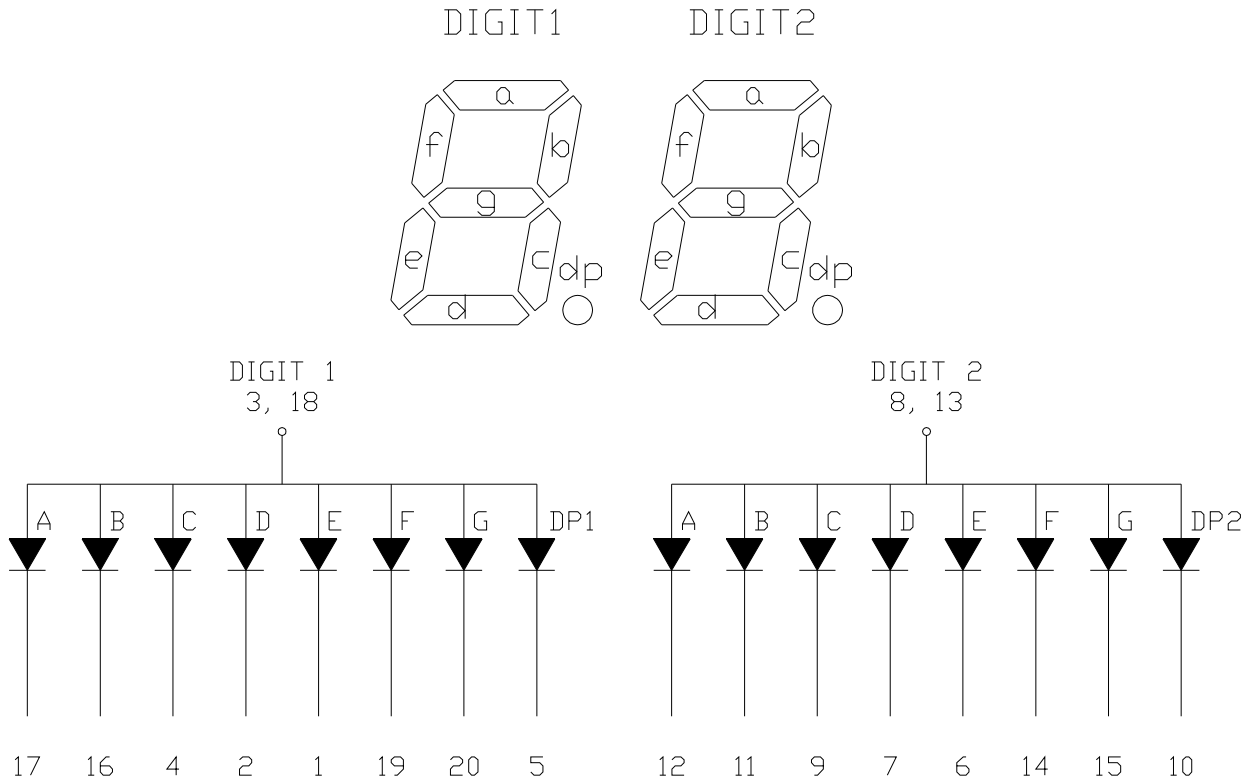 DIGIT1 DIGIT2
a a
f b f b
g g
e c dp e c dp
d d
DIGIT 1 DIGIT 2
3, 18 8, 13
A B C D E F G DP1 A B C D E F G DP2
17 16 4 2 1 19 20 5 12 11 9 7 6 14 15 10